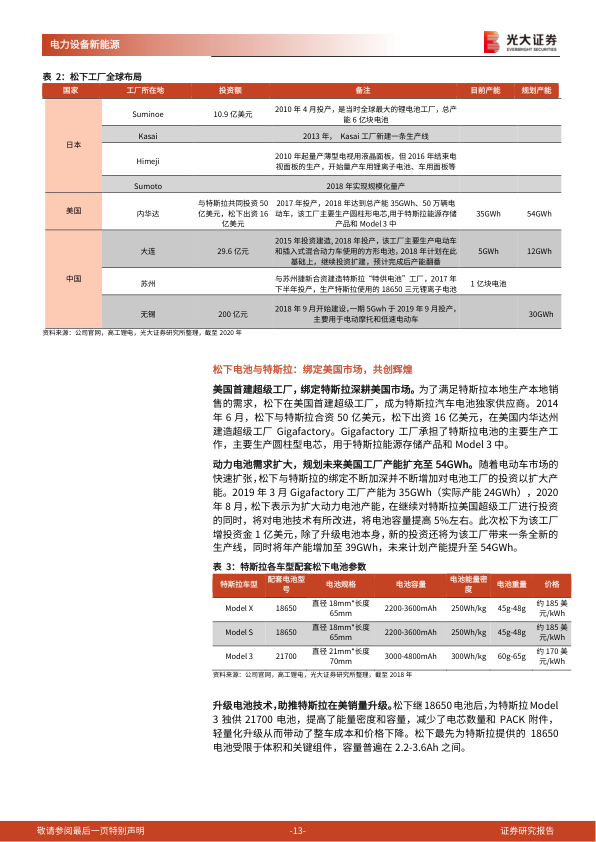 电力设备新能源
光大证券
EVERBRIGHT SECURITIES
表 2：松下工厂全球布局
国家 工厂所在地 投资额 备注 目前产能 规划产能
日本
Suminoe 10.9 亿美元 2010 年 4 月投产，是当时全球最大的锂电池工厂，总产
能 6 亿块电池
Kasai 2013 年， Kasai 工厂新建一条生产线
Himeji 2010 年起量产薄型电视用液晶面板，但 2016 年结束电
视面板的生产，开始量产车用锂离子电池、车用面板等
Sumoto 2018 年实现规模化量产
美国 内华达 与特斯拉共同投资 50
亿美元，松下出资 16
亿美元
2017 年投产，2018 年达到总产能 35GWh、50 万辆电
动车，该工厂主要生产圆柱形电芯,用于特斯拉能源存储
产品和 Model 3 中
35GWh 54GWh
中国
大连 29.6 亿元 2015 年投资建造，2018 年投产，该工厂主要生产电动车
和插入式混合动力车使用的方形电池，2018 年计划在此
基础上，继续投资扩建，预计完成后产能翻番
5GWh 12GWh
苏州 与苏州捷新合资建造特斯拉“特供电池”工厂，2017 年
下半年投产，生产特斯拉使用的 18650 三元锂离子电池
1 亿块电池
无锡 200 亿元 2018 年 9 月开始建设，一期 5Gwh 于 2019 年 9 月投产，
主要用于电动摩托和低速电动车
30GWh
资料来源：公司官网，高工锂电，光大证券研究所整理，截至 2020 年
松下电池与特斯拉：绑定美国市场，共创辉煌
美国首建超级工厂，绑定特斯拉深耕美国市场。为了满足特斯拉本地生产本地销
售的需求，松下在美国首建超级工厂，成为特斯拉汽车电池独家供应商。2014
年 6 月，松下与特斯拉合资 50 亿美元，松下出资 16 亿美元，在美国内华达州
建造超级工厂 Gigafactory。Gigafactory 工厂承担了特斯拉电池的主要生产工
作，主要生产圆柱型电芯，用于特斯拉能源存储产品和 Model 3 中。
动力电池需求扩大，规划未来美国工厂产能扩充至 54GWh。随着电动车市场的
快速扩张,松下与特斯拉的绑定不断加深并不断增加对电池工厂的投资以扩大产
能。2019 年 3 月 Gigafactory 工厂产能为 35GWh（实际产能 24GWh），2020
年 8 月，松下表示为扩大动力电池产能，在继续对特斯拉美国超级工厂进行投资
的同时，将对电池技术有所改进，将电池容量提高 5%左右。此次松下为该工厂
增投资金 1 亿美元，除了升级电池本身，新的投资还将为该工厂带来一条全新的
生产线，同时将年产能增加至 39GWh，未来计划产能提升至 54GWh。
表 3：特斯拉各车型配套松下电池参数
特斯拉车型 配套电池型
号 电池规格 电池容量 电池能量密
度 电池重量 价格
Model X 18650 直径 18mm*长度
65mm 2200-3600mAh 250Wh/kg 45g-48g 约 185 美
元/kWh
Model S 18650 直径 18mm*长度
65mm 2200-3600mAh 250Wh/kg 45g-48g 约 185 美
元/kWh
Model 3 21700 直径 21mm*长度
70mm 3000-4800mAh 300Wh/kg 60g-65g 约 170 美
元/kWh
资料来源：公司官网，高工锂电，光大证券研究所整理，截至 2018 年
升级电池技术，助推特斯拉在美销量升级。松下继 18650 电池后，为特斯拉 Model
3 独供 21700 电池，提高了能量密度和容量，减少了电芯数量和 PACK 附件，
轻量化升级从而带动了整车成本和价格下降。松下最先为特斯拉提供的 18650
电池受限于体积和关键组件，容量普遍在 2.2-3.6Ah 之间。
敬请参阅最后一页特别声明 -13- 证券研究报告